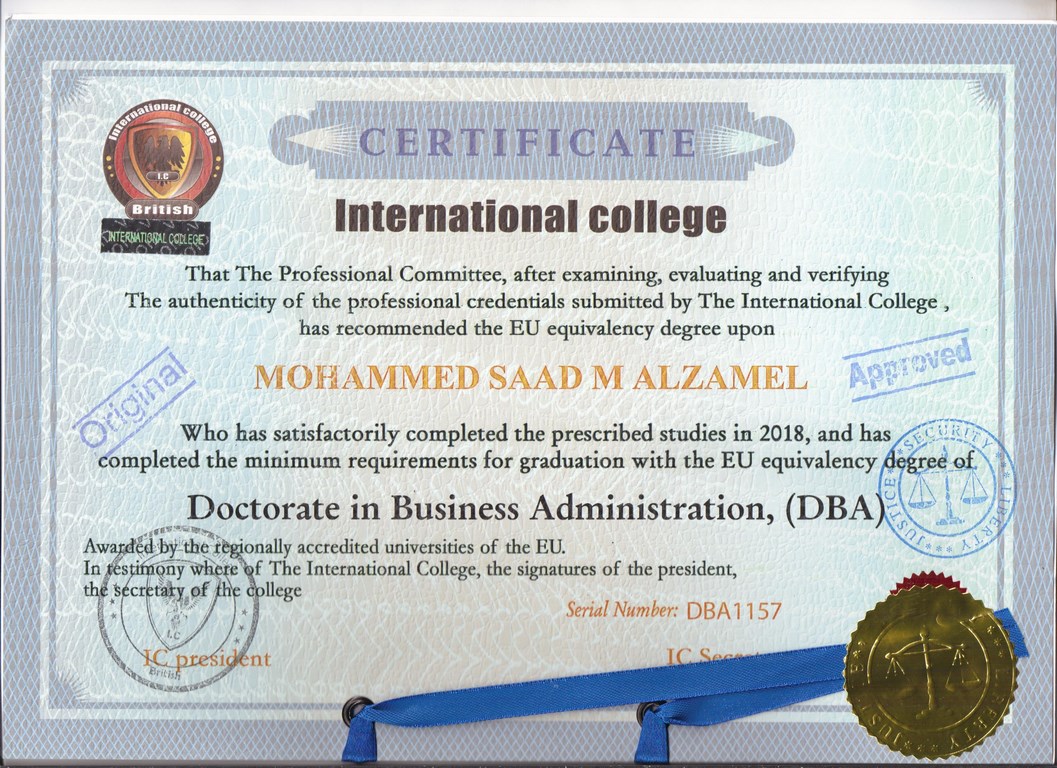 International college
I.C
British
INTERNATIONAL COLLEGE
CERTIFICATE
International college
That The Professional Committee, after examining, evaluating and verifying
The authenticity of the professional credentials submitted by The International College ,
has recommended the EU equivalency degree upon
MOHAMMED SAAD M ALZAMEL
Original
Approved
Who has satisfactorily completed the prescribed studies in 2018, and has
completed the minimum requirements for graduation with the EU equivalency degree of
SECURITY
JUSTICE
LIBERTY
Doctorate in Business Administration, (DBA)
Awarded by the regionally accredited universities of the EU.
In testimony where of The International College, the signatures of the president,
the secretary of the college
Serial Number: DBA1157
I.C
British
IC president
IC